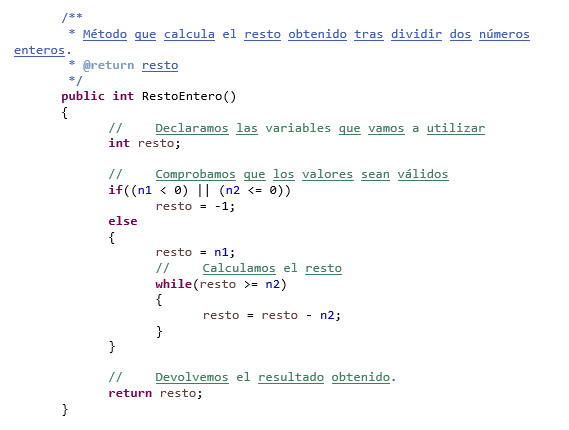 /**
* Método que calcula el resto obtenido tras dividir dos números
enteros.
* @return resto
*/
public int RestoEntero()
{
// Declaramos las variables que vamos a utilizar
int resto;
// Comprobamos que los valores sean válidos
if((n1 < 0) || (n2 <= 0))
resto = -1;
else
{
resto = n1;
// Calculamos el resto
while(resto >= n2)
{
resto = resto - n2;
}
}
// Devolvemos el resultado obtenido.
return resto;
}